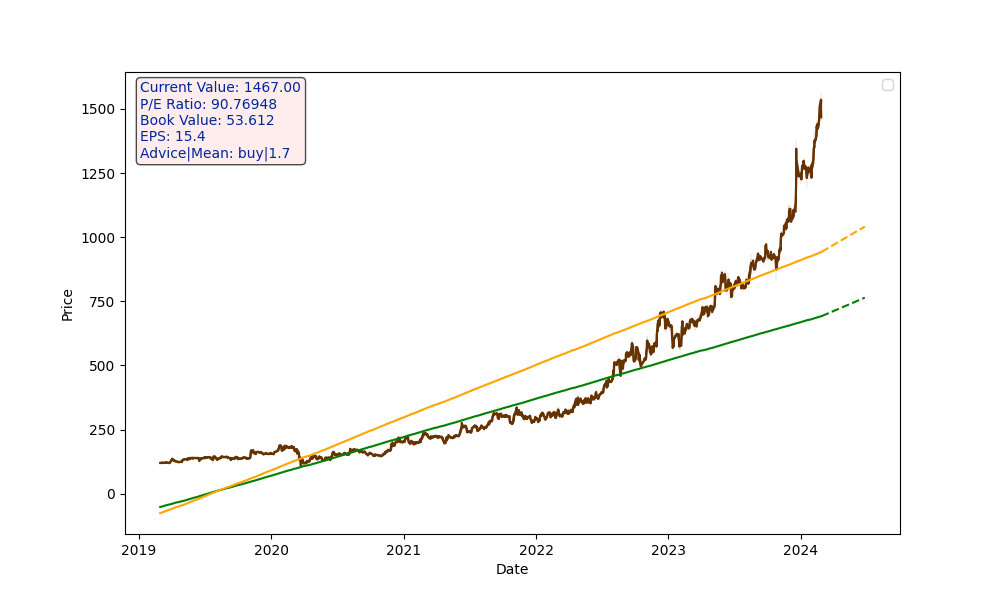 Current Value: 1467.00
P/E Ratio: 90.76948
Book Value: 53.612
EPS: 15.4
Advice|Mean: buy|1.7
1500
1250
1000
750
500
250
0
Price
2019
2020
2021
2022
2023
2024
Date